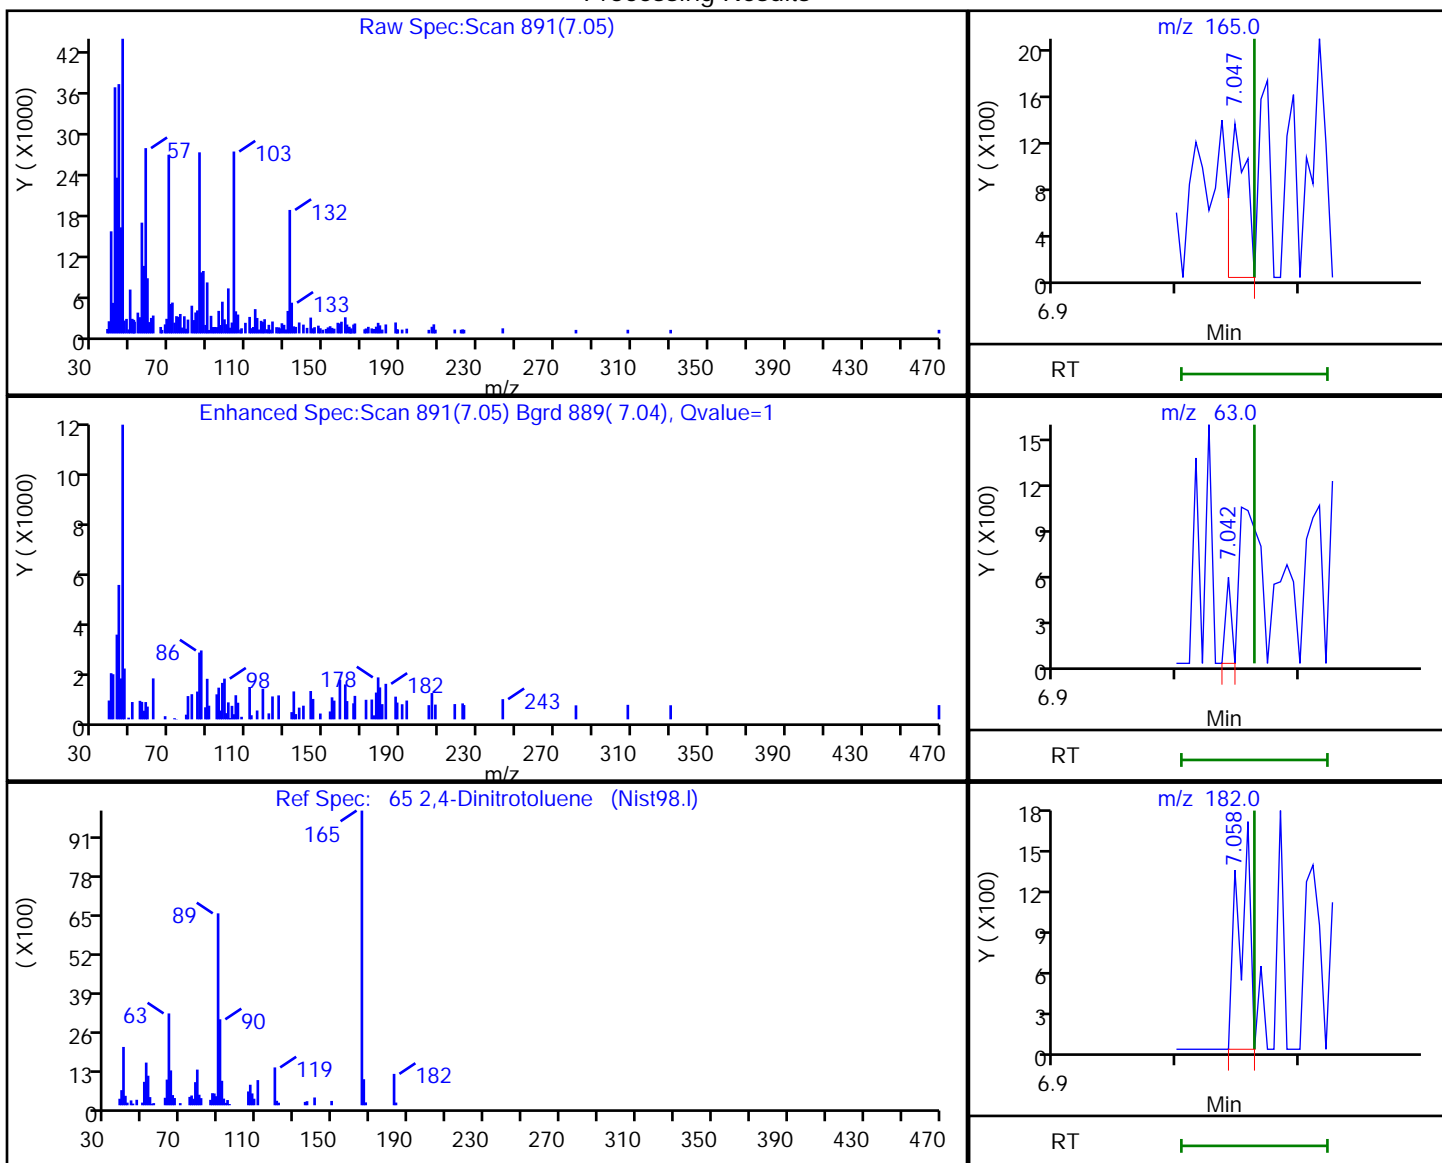 Processing Results
Raw Spec:Scan 891(7.05)
Y ( X1000)
42
36
30
24
18
12
6
0
57
103
132
133
30 70 110 150 190 230 270 310 350 390 430 470
m/z
m/z 165.0
Y ( X100)
20
16
12
8
4
0
7.047
6.9
Min
RT
Enhanced Spec:Scan 891(7.05) Bgrd 889( 7.04), Qvalue=1
Y ( X1000)
12
10
8
6
4
2
0
86
98
178
182
243
30 70 110 150 190 230 270 310 350 390 430 470
m/z
m/z 63.0
Y ( X100)
15
12
9
6
3
0
7.042
6.9
Min
RT
Ref Spec: 65 2,4-Dinitrotoluene (Nist98.l)
( X100)
91
78
65
52
39
26
13
0
165
89
63
90
119
182
30 70 110 150 190 230 270 310 350 390 430 470
m/z 182.0
Y ( X100)
18
15
12
9
6
3
0
7.058
6.9
Min
RT